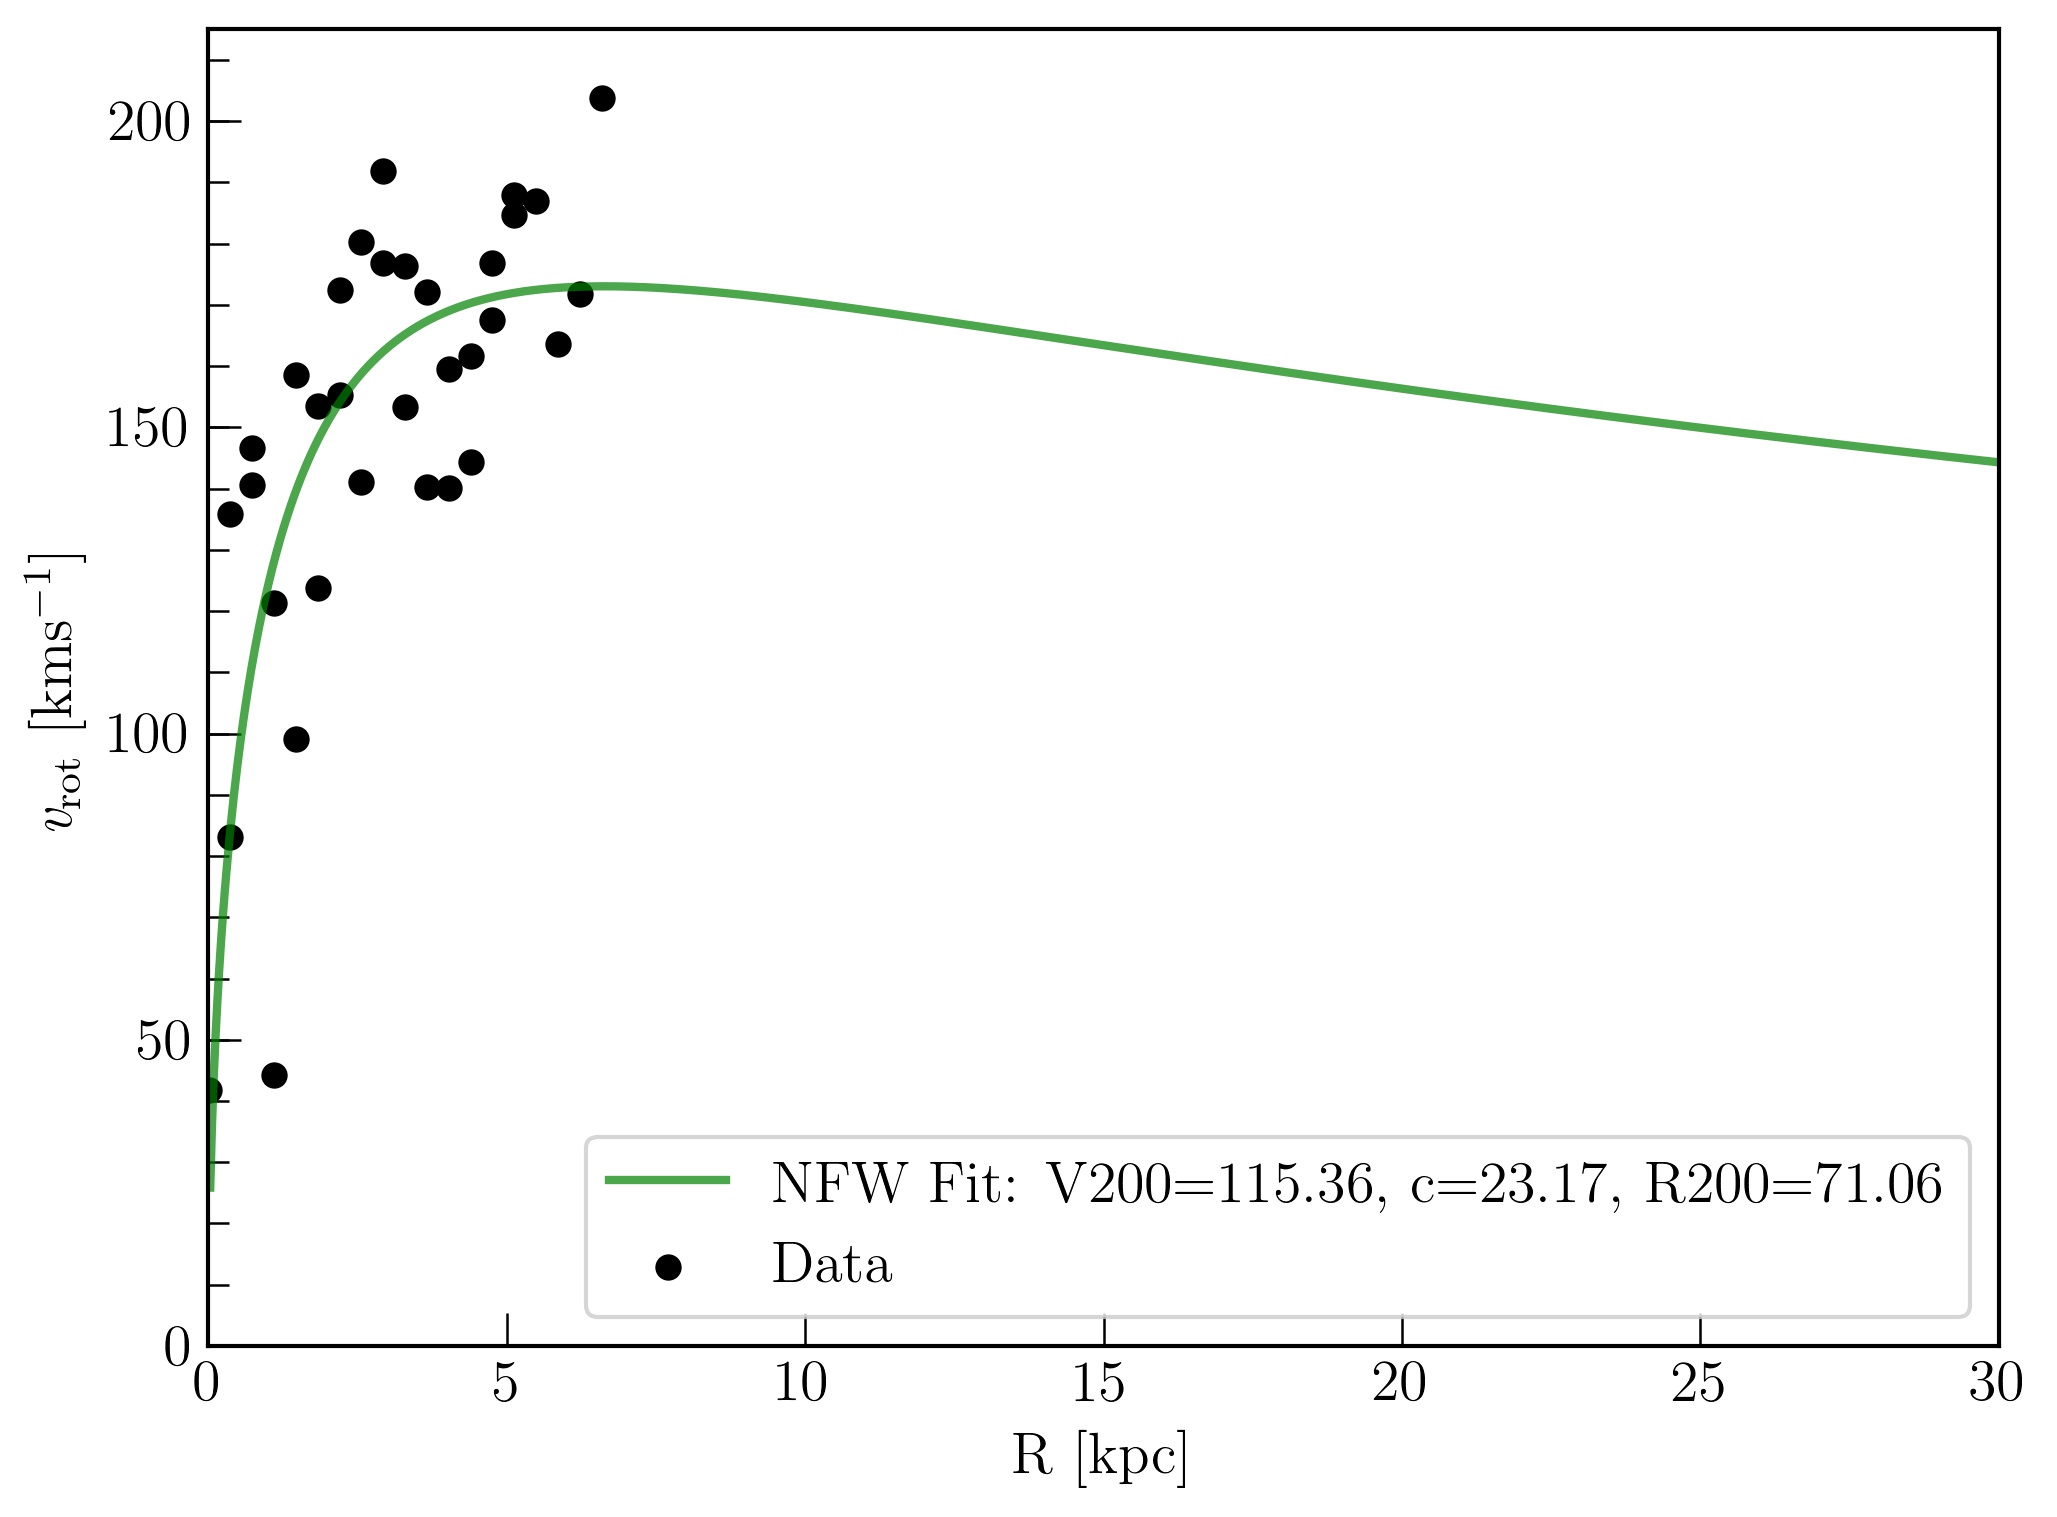 200
150
100
50
0
v_rot [kms⁻¹]
NFW Fit: V200=115.36, c=23.17, R200=71.06
Data
0 5 10 15 20 25 30
R [kpc]